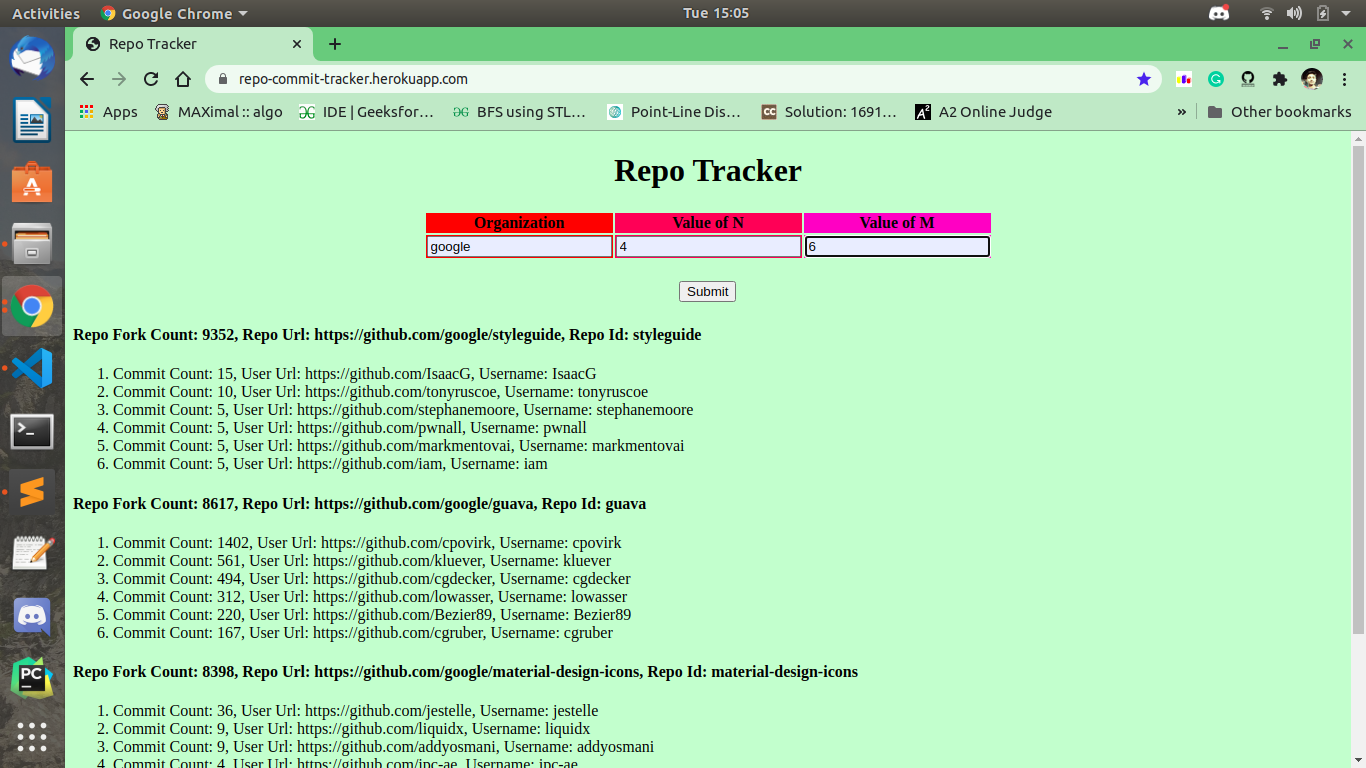 Activities Google Chrome Tue 15:05
Repo Tracker
repo-commit-tracker.herokuapp.com
Apps MAXimal :: algo IDE | Geeksfor… BFS using STL… Point-Line Dis… Solution: 1691… A2 Online Judge » Other bookmarks
Repo Tracker
Organization Value of N Value of M
google 4 6
Submit
Repo Fork Count: 9352, Repo Url: https://github.com/google/styleguide, Repo Id: styleguide
1. Commit Count: 15, User Url: https://github.com/IsaacG, Username: IsaacG
2. Commit Count: 10, User Url: https://github.com/tonyruscoe, Username: tonyruscoe
3. Commit Count: 5, User Url: https://github.com/stephanemoore, Username: stephanemoore
4. Commit Count: 5, User Url: https://github.com/pwnall, Username: pwnall
5. Commit Count: 5, User Url: https://github.com/markmentovai, Username: markmentovai
6. Commit Count: 5, User Url: https://github.com/iam, Username: iam
Repo Fork Count: 8617, Repo Url: https://github.com/google/guava, Repo Id: guava
1. Commit Count: 1402, User Url: https://github.com/cpovirk, Username: cpovirk
2. Commit Count: 561, User Url: https://github.com/kluever, Username: kluever
3. Commit Count: 494, User Url: https://github.com/cgdecker, Username: cgdecker
4. Commit Count: 312, User Url: https://github.com/lowasser, Username: lowasser
5. Commit Count: 220, User Url: https://github.com/Bezier89, Username: Bezier89
6. Commit Count: 167, User Url: https://github.com/cgruber, Username: cgruber
Repo Fork Count: 8398, Repo Url: https://github.com/google/material-design-icons, Repo Id: material-design-icons
1. Commit Count: 36, User Url: https://github.com/jestelle, Username: jestelle
2. Commit Count: 9, User Url: https://github.com/liquidx, Username: liquidx
3. Commit Count: 9, User Url: https://github.com/addyosmani, Username: addyosmani
4. Commit Count: 4, User Url: https://github.com/jpc-ae, Username: jpc-ae